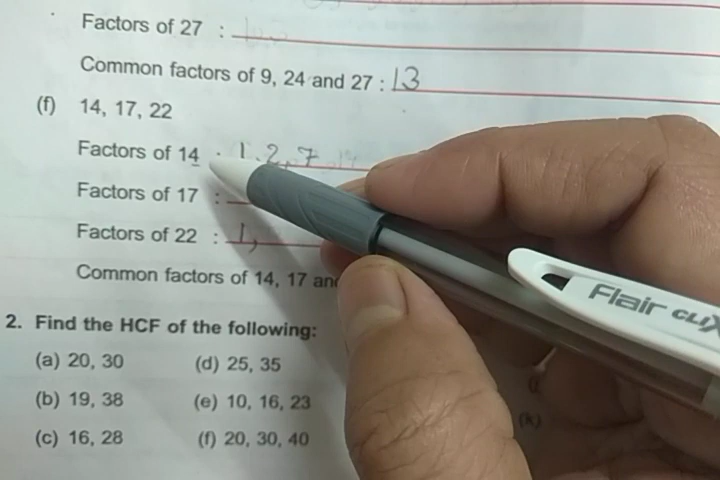 Factors of 27 :
Common factors of 9, 24 and 27 : 13
(f) 14, 17, 22
Factors of 14 : 1, 2, 7
Factors of 17 :
Factors of 22 : 1,
Common factors of 14, 17 an
2. Find the HCF of the following:
(a) 20, 30 (d) 25, 35
(b) 19, 38 (e) 10, 16, 23
(c) 16, 28 (f) 20, 30, 40
(k)
Flair CLIX